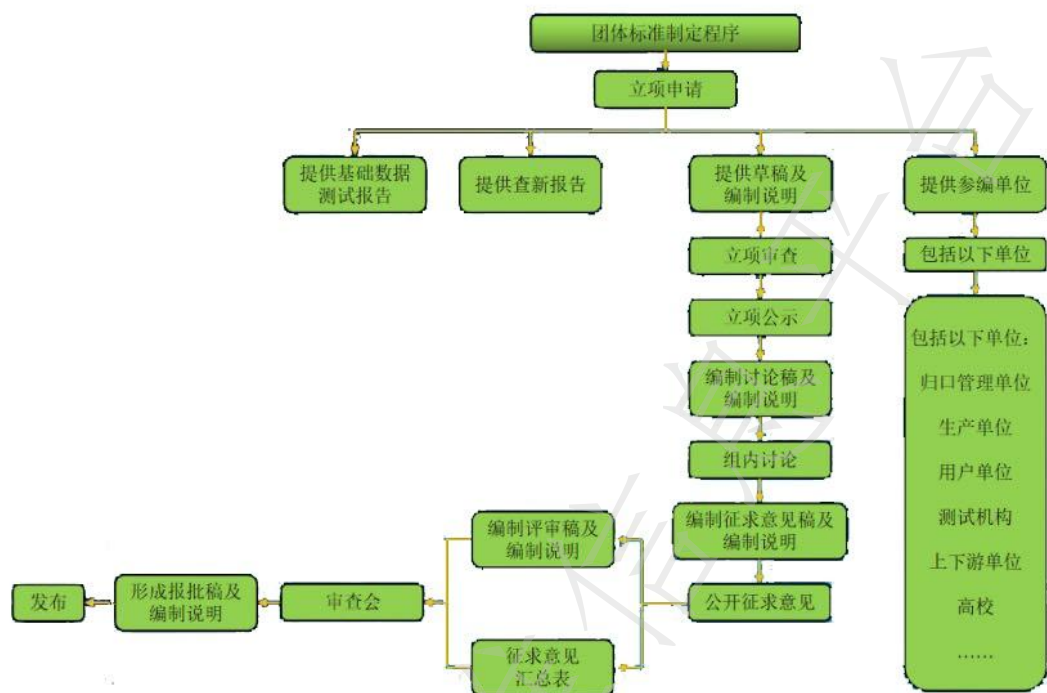 团体标准制定程序
立项申请
提供基础数据
测试报告
提供查新报告
提供草稿及
编制说明
提供参编单位
立项审查
包括以下单位
立项公示
编制讨论稿及
编制说明
组内讨论
编制征求意见稿及
编制说明
公开征求意见
包括以下单位：
归口管理单位
生产单位
用户单位
测试机构
上下游单位
高校
……
编制评审稿及
编制说明
征求意见
汇总表
审查会
形成报批稿及
编制说明
发布